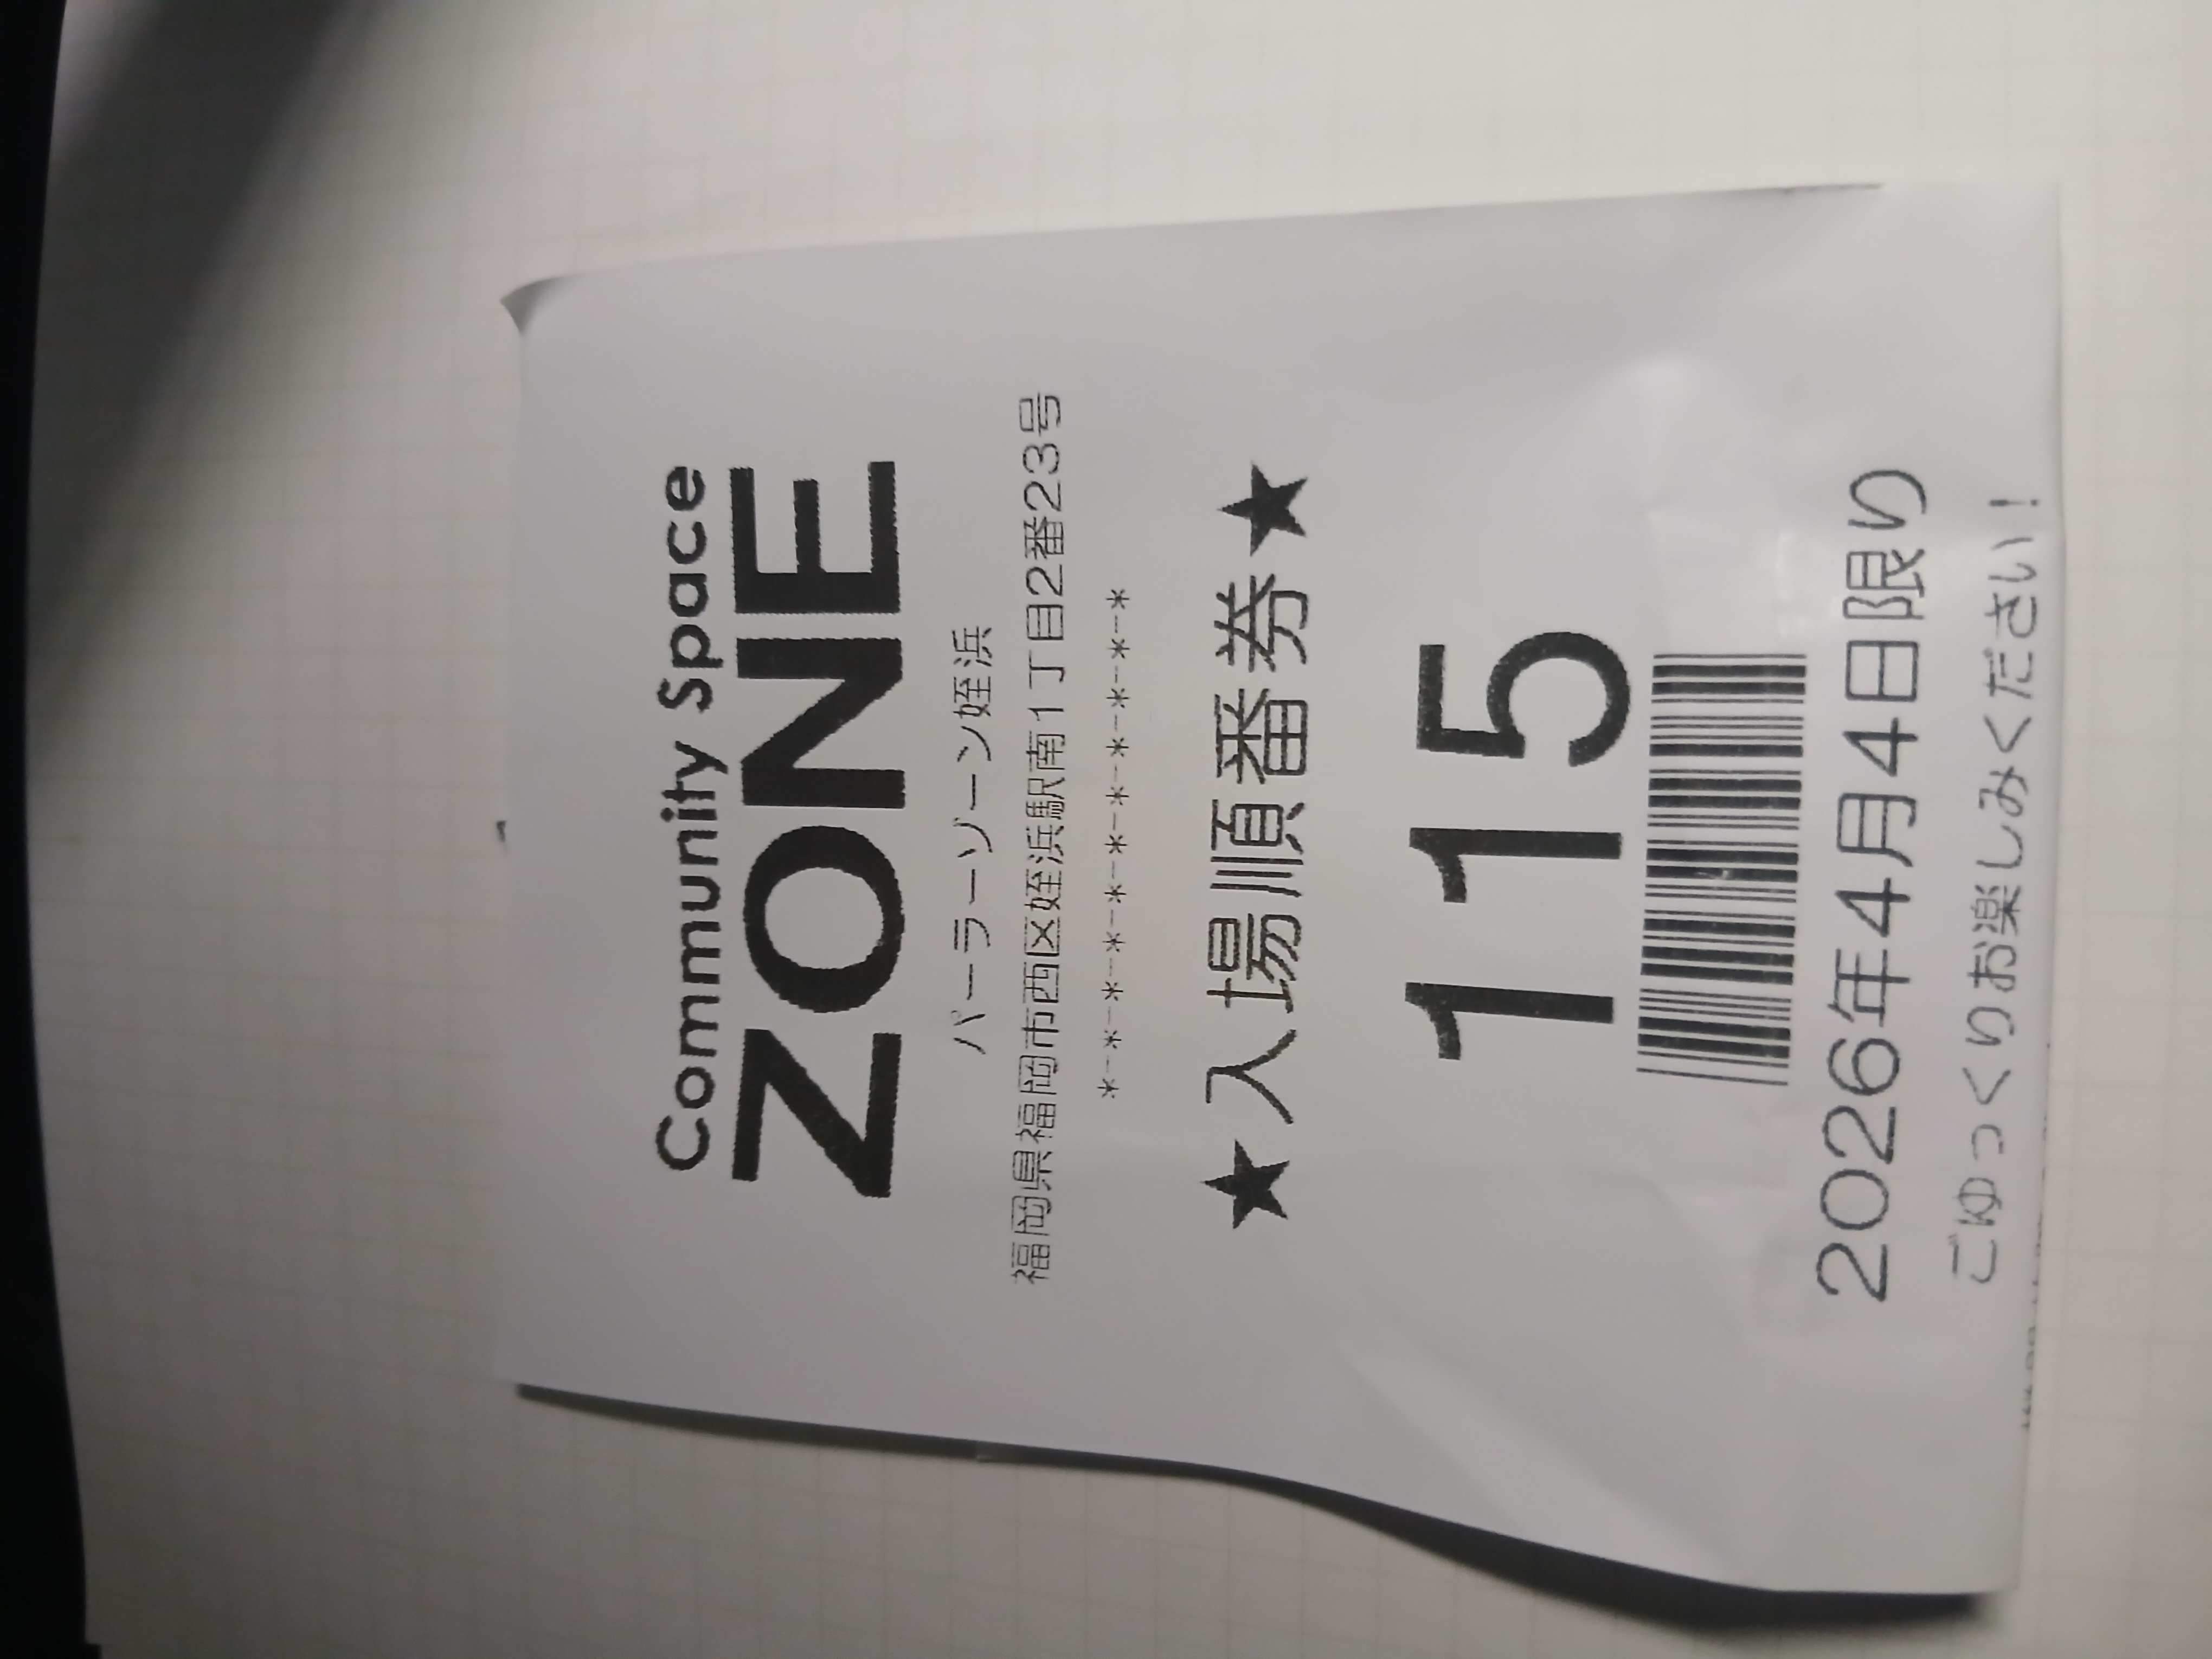 Community Space
ZONE
パーラーゾーン姪浜
福岡県福岡市西区姪浜駅南1丁目2番23号
*-*-*-*-*-*-*-*-*-*-*
★入場順番券★
115
2026年4月4日限り
ごゆっくりお楽しみください！